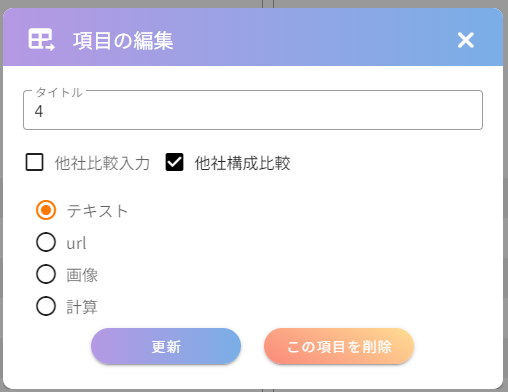 項目の編集
タイトル
4
他社比較入力 他社構成比較
テキスト
url
画像
計算
更新 この項目を削除